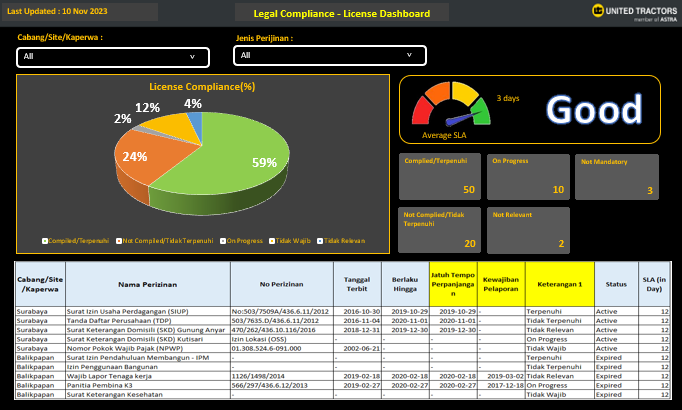 Last Updated : 10 Nov 2023
Legal Compliance - License Dashboard
UNITED TRACTORS
member of ASTRA
Cabang/Site/Kaperwa :
All
Jenis Perijinan :
All
License Compliance(%)
4%
12%
2%
24%
59%
Complied/Terpenuhi Not Complied/Tidak Terpenuhi On Progress Tidak Wajib Tidak Relevan
3 days
Average SLA
Good
Complied/Terpenuhi
50
On Progress
10
Not Mandatory
3
Not Complied/Tidak
Terpenuhi
20
Not Relevant
2
Cabang/Site
/Kaperwa
Nama Perizinan
No Perizinan
Tanggal
Terbit
Berlaku
Hingga
Jatuh Tempo
Perpanjanga
n
Kewajiban
Pelaporan
Keterangan 1
Status
SLA (in
Day)
Surabaya Surat Izin Usaha Perdagangan (SIUP) No:503/7509A/436.6.11/2012 2016-10-30 2019-10-29 2019-10-29 - Terpenuhi Active 12
Surabaya Tanda Daftar Perusahaan (TDP) 503/7635.D/436.6.11/2012 2016-11-04 2020-11-01 2020-11-01 - Tidak Terpenuhi Active 12
Surabaya Surat Keterangan Domisili (SKD) Gunung Anyar 470/262/436.10.116/2016 2018-12-31 2019-12-30 2019-12-30 - Tidak Relevan Active 12
Surabaya Surat Keterangan Domisili (SKD) Kutisari Izin Lokasi (OSS) - - - - On Progress Active 12
Surabaya Nomor Pokok Wajib Pajak (NPWP) 01.308.524.6-091.000 2002-06-21 - - - Tidak Wajib Active 12
Balikpapan Surat Izin Pendahuluan Membangun - IPM - - - - - Terpenuhi Expired 12
Balikpapan Izin Penggunaan Bangunan - - - - - Tidak Terpenuhi Expired 12
Balikpapan Wajib Lapor Tenaga kerja 1126/1498/2014 2019-02-18 2020-02-18 2020-02-18 2019-03-02 Tidak Relevan Expired 12
Balikpapan Panitia Pembina K3 566/297/436.6.12/2013 2019-02-27 2020-02-27 2020-02-27 2017-12-18 On Progress Expired 12
Balikpapan Surat Keterangan Kesehatan - - - - - Tidak Wajib Expired 12